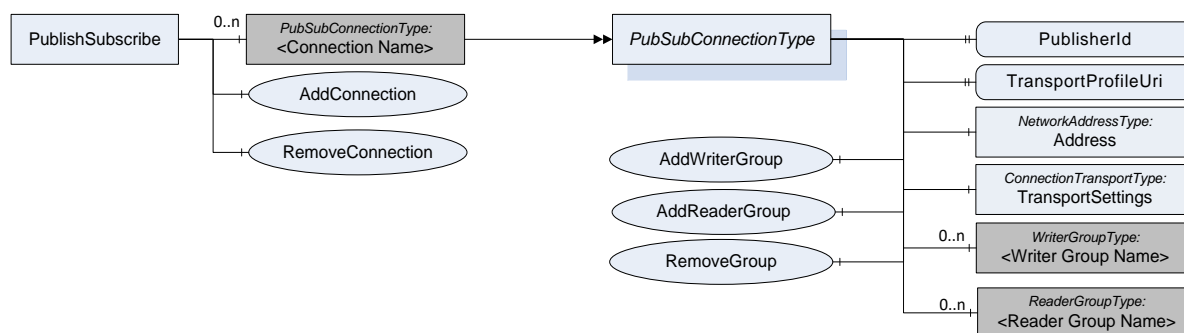 PublishSubscribe
0..n
PubSubConnectionType:
<Connection Name>
AddConnection
RemoveConnection
PubSubConnectionType
AddWriterGroup
AddReaderGroup
RemoveGroup
PublisherId
TransportProfileUri
NetworkAddressType:
Address
ConnectionTransportType:
TransportSettings
0..n
WriterGroupType:
<Writer Group Name>
0..n
ReaderGroupType:
<Reader Group Name>